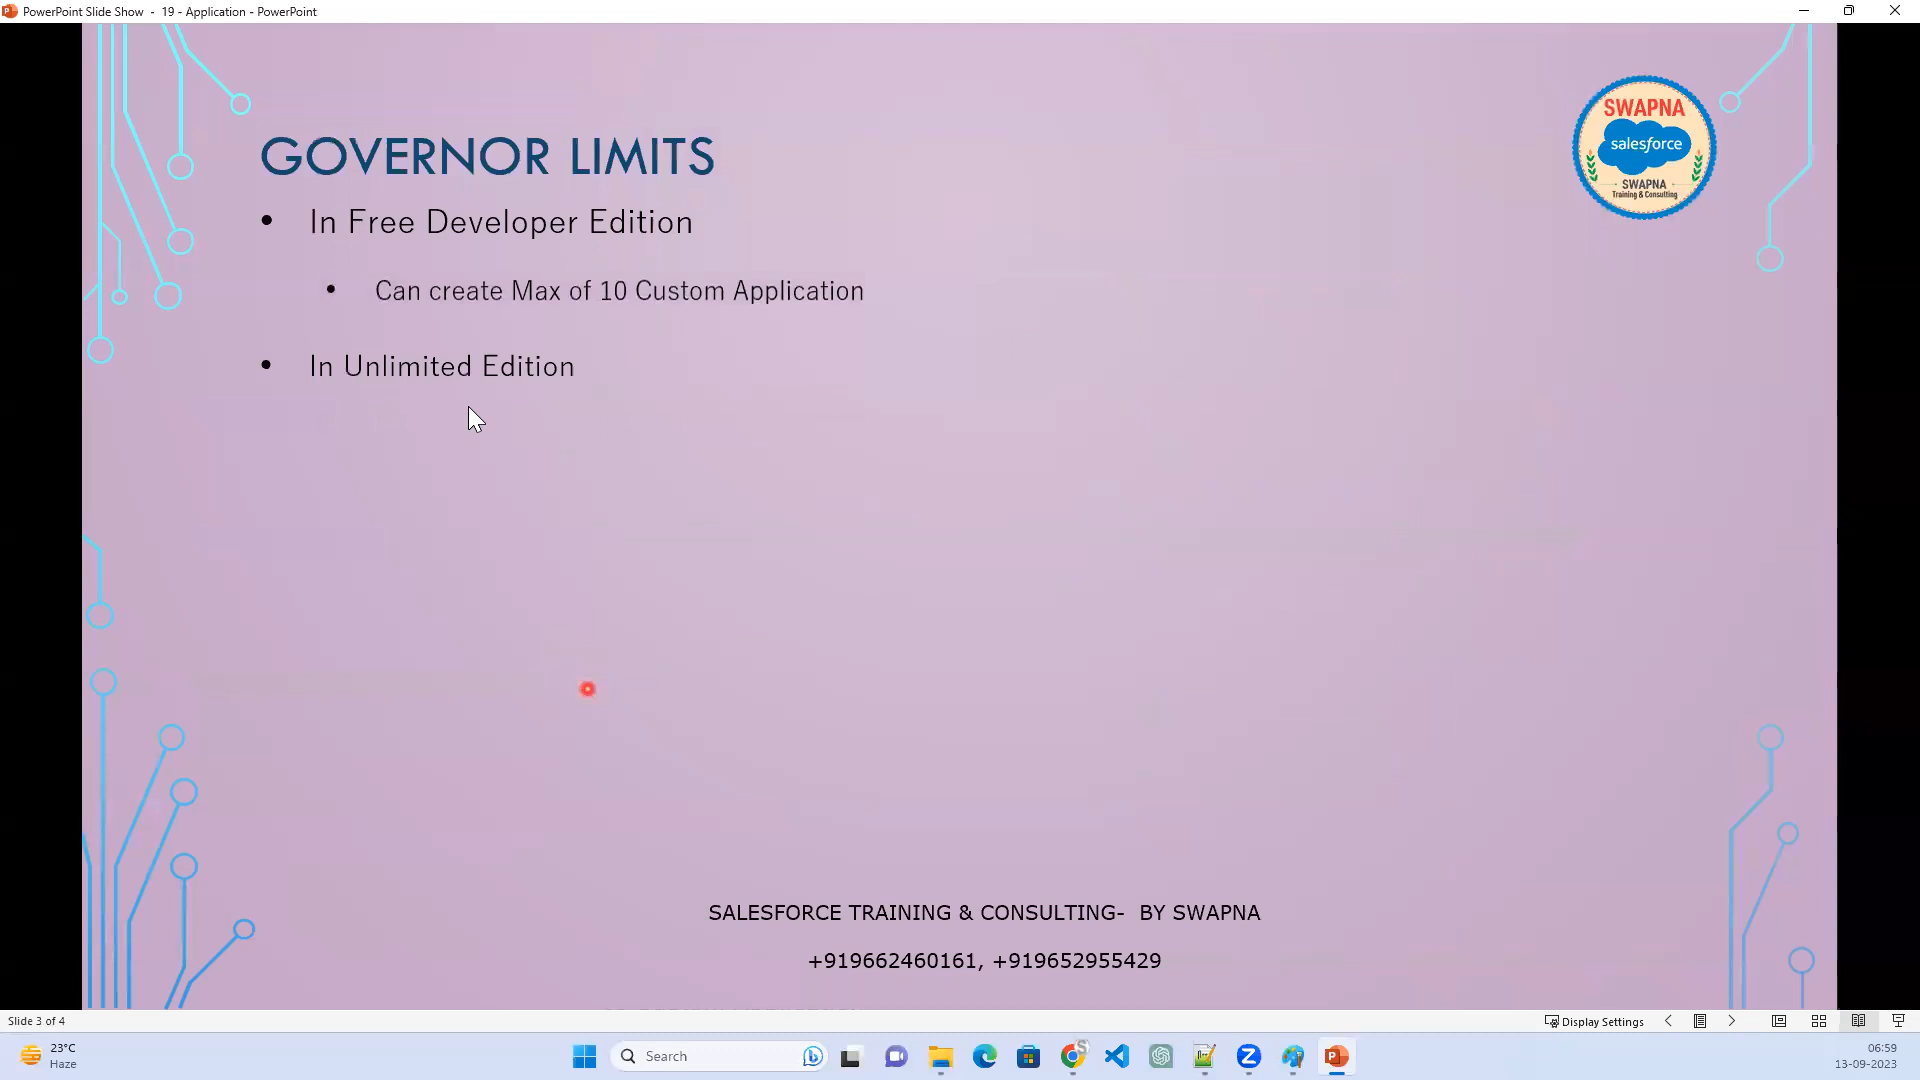 PowerPoint Slide Show - 19 - Application - PowerPoint
SWAPNA
salesforce
SWAPNA
Training & Consulting
GOVERNOR LIMITS
• In Free Developer Edition
• Can create Max of 10 Custom Application
• In Unlimited Edition
SALESFORCE TRAINING & CONSULTING- BY SWAPNA
+919662460161, +919652955429
Slide 3 of 4
Display Settings
23°C
Haze
Search
06:59
13-09-2023